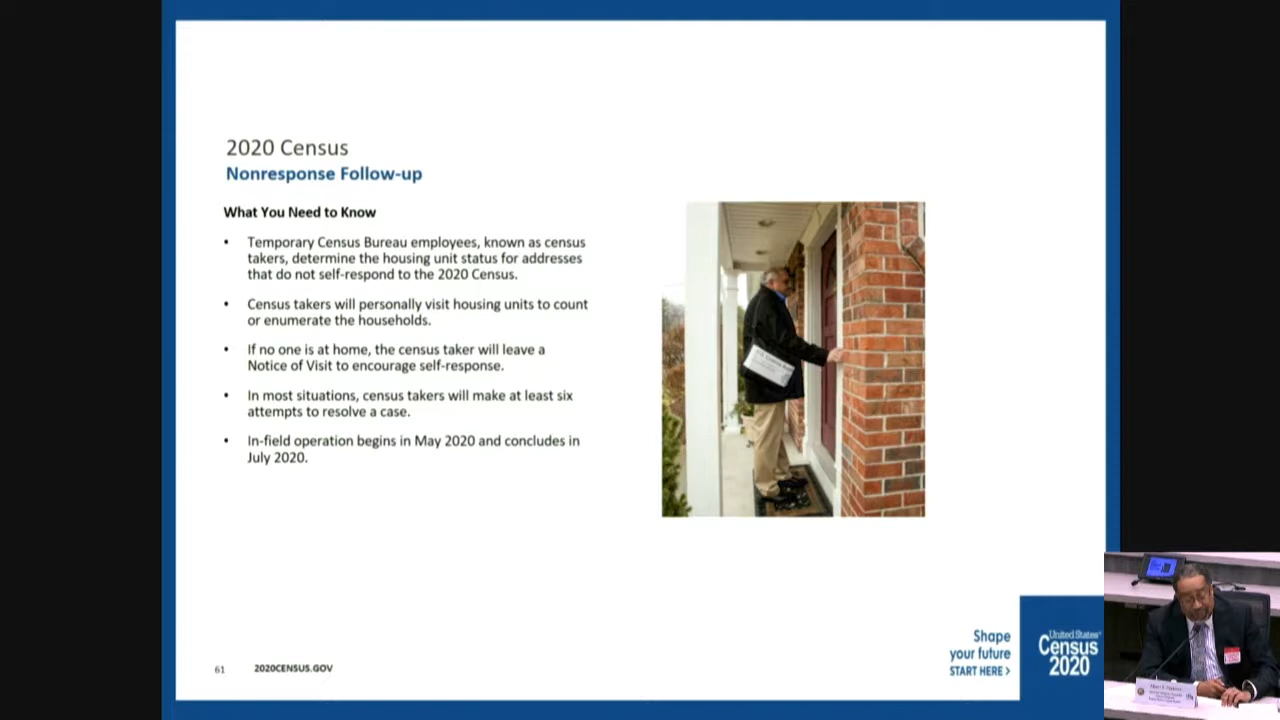 2020 Census
Nonresponse Follow-up
What You Need to Know
• Temporary Census Bureau employees, known as census
takers, determine the housing unit status for addresses
that do not self-respond to the 2020 Census.
• Census takers will personally visit housing units to count
or enumerate the households.
• If no one is at home, the census taker will leave a
Notice of Visit to encourage self-response.
• In most situations, census takers will make at least six
attempts to resolve a case.
• In-field operation begins in May 2020 and concludes in
July 2020.
61
2020CENSUS.GOV
Shape
your future
START HERE >
United States®
Census
2020